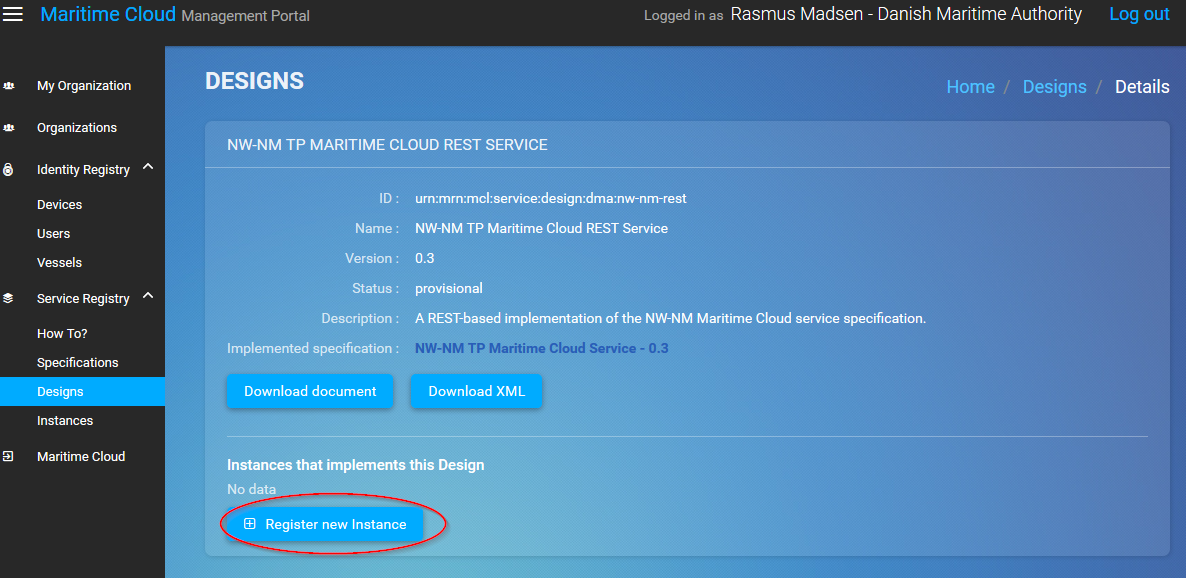 Maritime Cloud Management Portal
Logged in as Rasmus Madsen - Danish Maritime Authority Log out
My Organization
Organizations
Identity Registry
Devices
Users
Vessels
Service Registry
How To?
Specifications
Designs
Instances
Maritime Cloud
DESIGNS
Home / Designs / Details
NW-NM TP MARITIME CLOUD REST SERVICE
ID : urn:mrn:mcl:service:design:dma:nw-nm-rest
Name : NW-NM TP Maritime Cloud REST Service
Version : 0.3
Status : provisional
Description : A REST-based implementation of the NW-NM Maritime Cloud service specification.
Implemented specification : NW-NM TP Maritime Cloud Service - 0.3
Download document Download XML
Instances that implements this Design
No data
Register new Instance